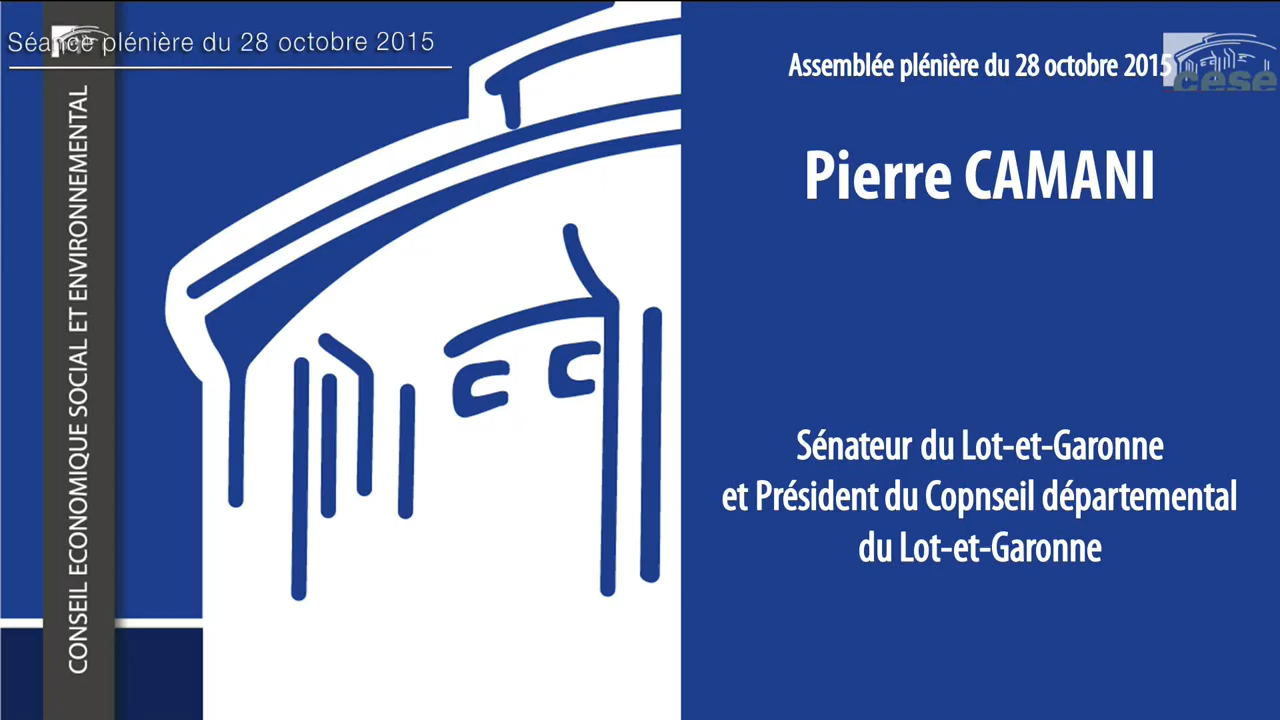 Séance plénière du 28 octobre 2015
CONSEIL ECONOMIQUE SOCIAL ET ENVIRONNEMENTAL
Assemblée plénière du 28 octobre 2015
cese
Pierre CAMANI
Sénateur du Lot-et-Garonne
et Président du Copnseil départemental
du Lot-et-Garonne